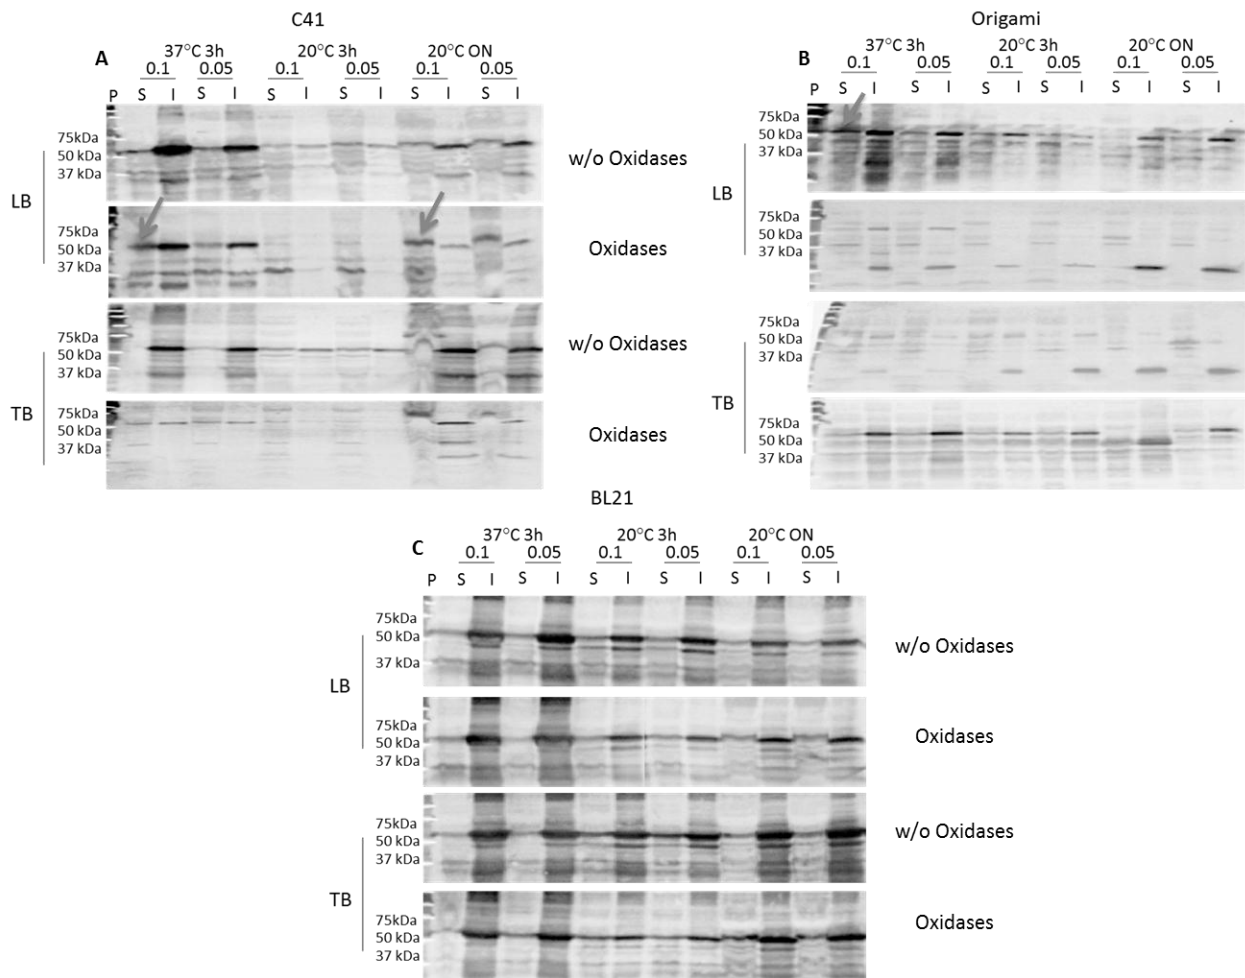 C41
A
37°C 3h 20°C 3h 20°C ON
0.1 0.05 0.1 0.05 0.1 0.05
P S I S I S I S I S I S I
LB
75kDa
50 kDa
37 kDa
w/o Oxidases
75kDa
50 kDa
37 kDa
Oxidases
TB
75kDa
50 kDa
37 kDa
w/o Oxidases
75kDa
50 kDa
37 kDa
Oxidases
Origami
B
37°C 3h 20°C 3h 20°C ON
0.1 0.05 0.1 0.05 0.1 0.05
P S I S I S I S I S I S I
LB
75kDa
50 kDa
37 kDa
75kDa
50 kDa
37 kDa
TB
75kDa
50 kDa
37 kDa
75kDa
50 kDa
37 kDa
BL21
C
37°C 3h 20°C 3h 20°C ON
0.1 0.05 0.1 0.05 0.1 0.05
P S I S I S I S I S I S I
LB
75kDa
50 kDa
37 kDa
w/o Oxidases
75kDa
50 kDa
37 kDa
Oxidases
TB
75kDa
50 kDa
37 kDa
w/o Oxidases
75kDa
50 kDa
37 kDa
Oxidases